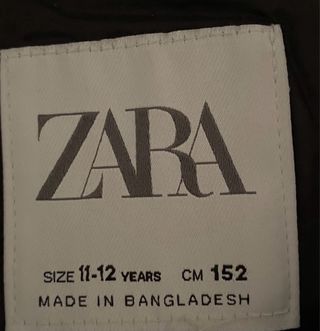 ZARA
SIZE 11-12 YEARS CM 152
MADE IN BANGLADESH